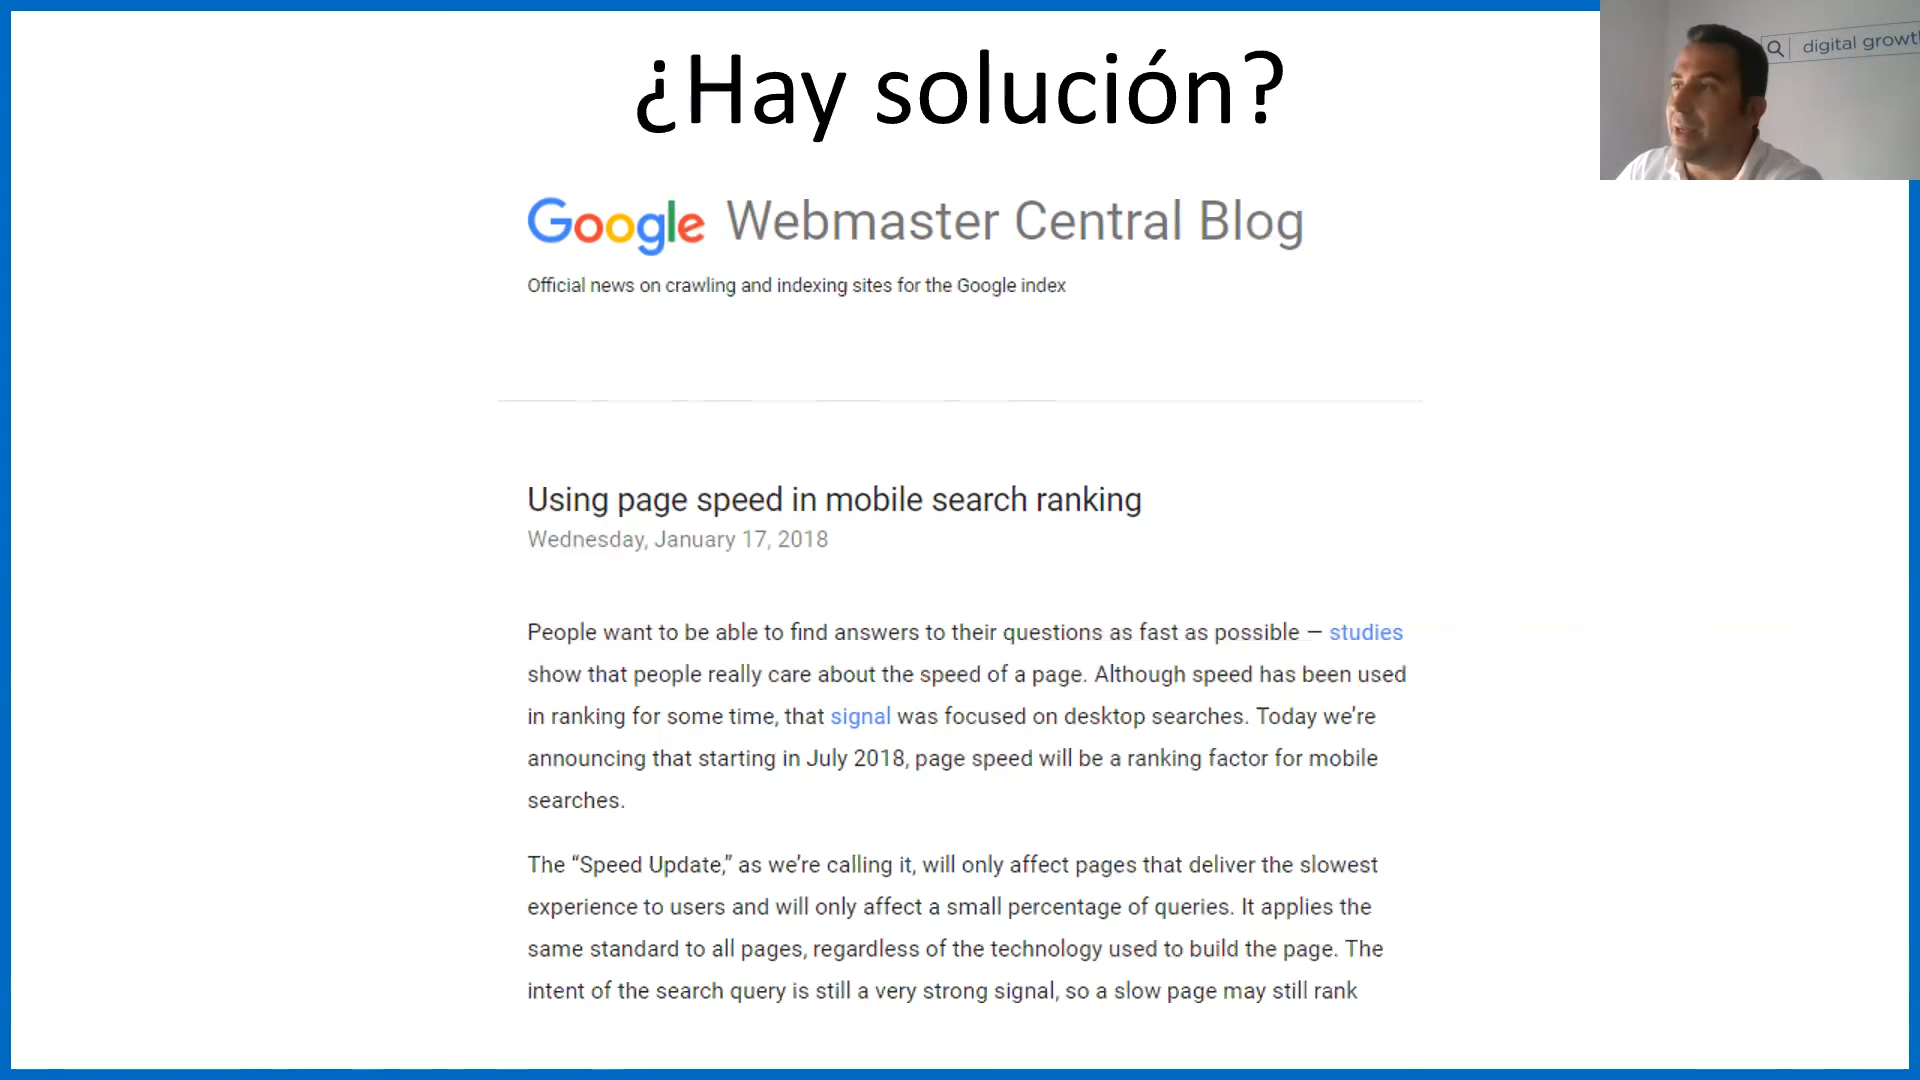 ¿Hay solución?
digital growth
Google Webmaster Central Blog
Official news on crawling and indexing sites for the Google index
Using page speed in mobile search ranking
Wednesday, January 17, 2018
People want to be able to find answers to their questions as fast as possible — studies
show that people really care about the speed of a page. Although speed has been used
in ranking for some time, that signal was focused on desktop searches. Today we’re
announcing that starting in July 2018, page speed will be a ranking factor for mobile
searches.
The “Speed Update,” as we’re calling it, will only affect pages that deliver the slowest
experience to users and will only affect a small percentage of queries. It applies the
same standard to all pages, regardless of the technology used to build the page. The
intent of the search query is still a very strong signal, so a slow page may still rank